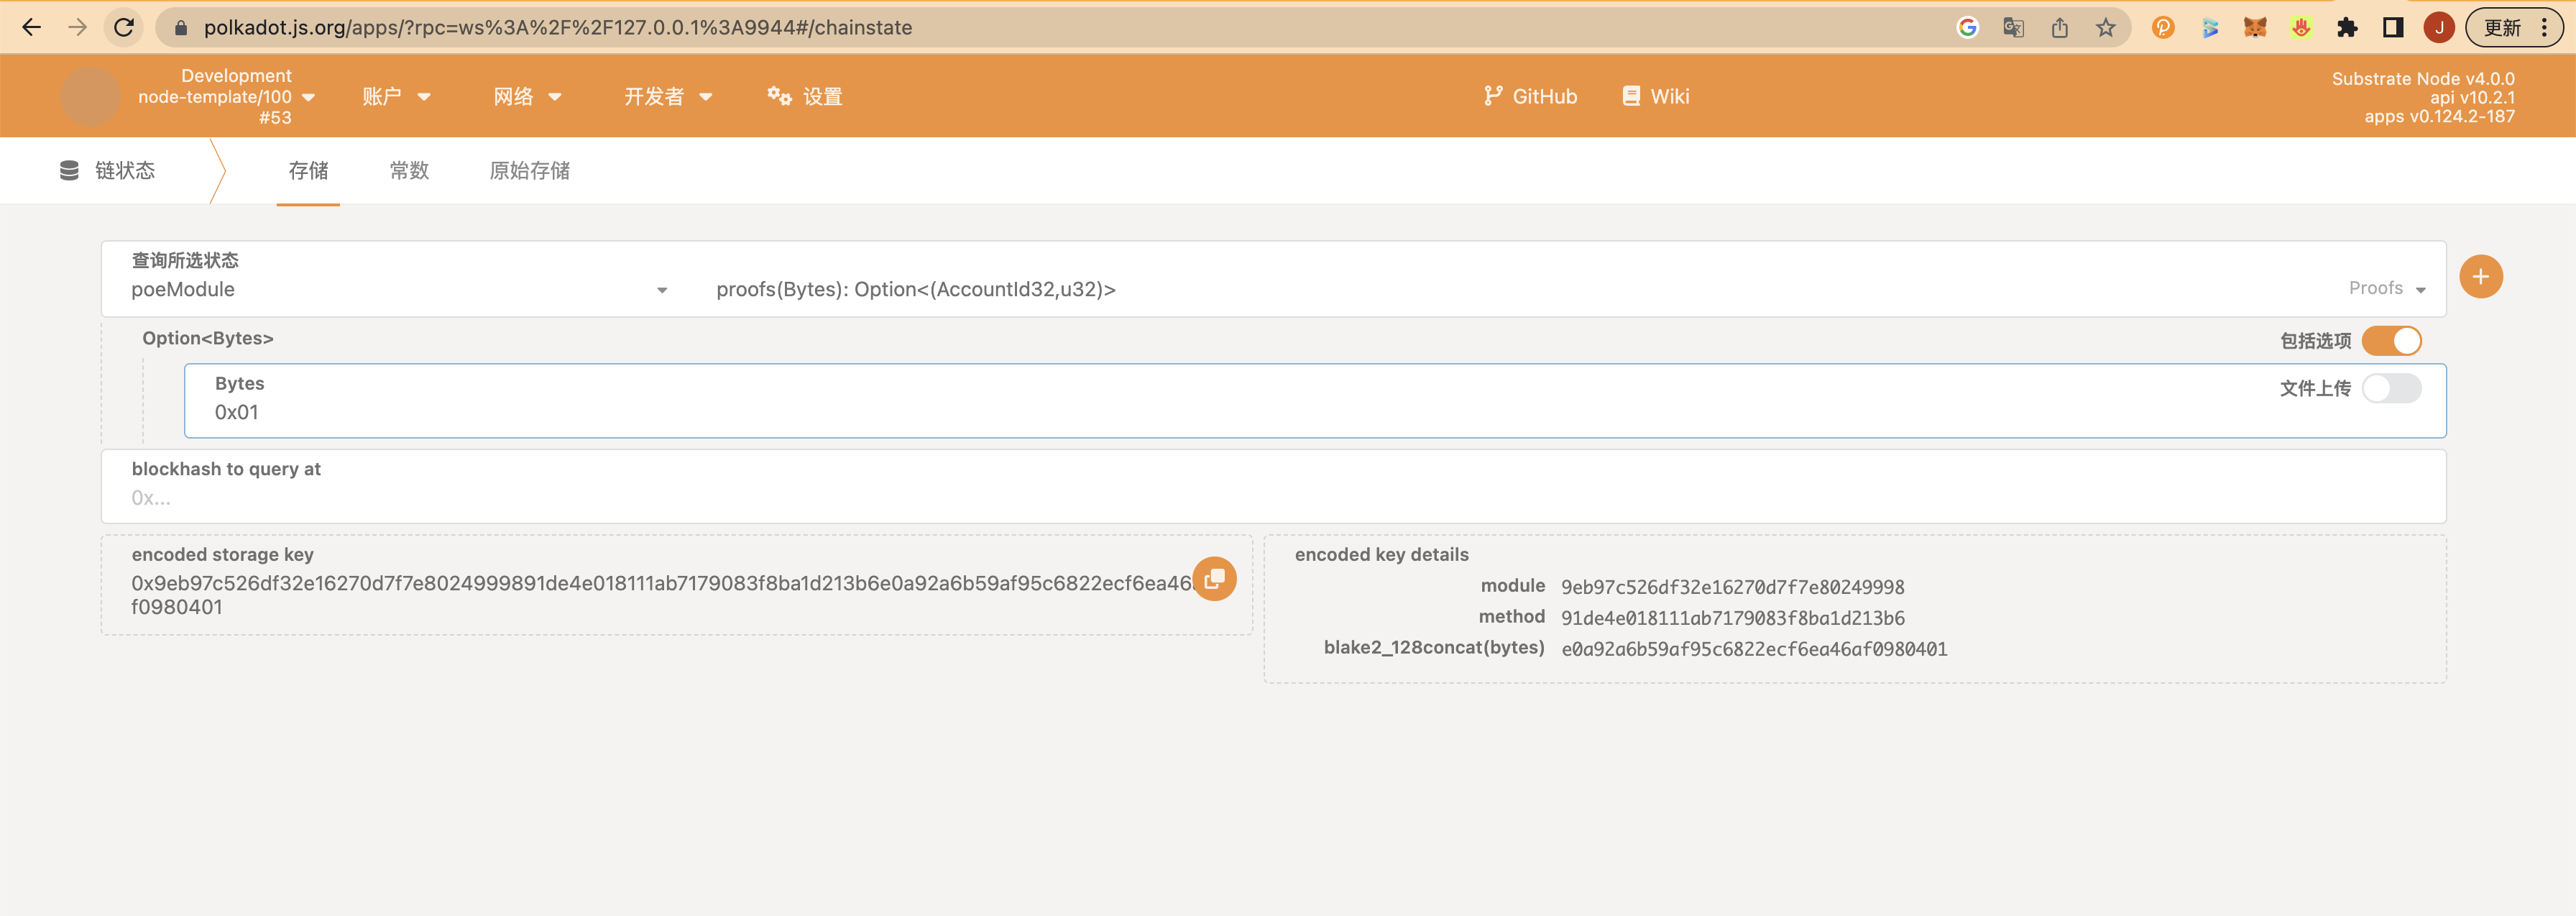 polkadot.js.org/apps/?rpc=ws%3A%2F%2F127.0.0.1%3A9944#/chainstate
J
更新
Development
node-template/100
#53
账户
网络
开发者
设置
GitHub
Wiki
Substrate Node v4.0.0
api v10.2.1
apps v0.124.2-187
链状态
存储
常数
原始存储
查询所选状态
poeModule
proofs(Bytes): Option<(AccountId32,u32)>
Proofs
Option<Bytes>
包括选项
Bytes
0x01
文件上传
blockhash to query at
0x...
encoded storage key
0x9eb97c526df32e16270d7f7e8024999891de4e018111ab7179083f8ba1d213b6e0a92a6b59af95c6822ecf6ea46
f0980401
encoded key details
module 9eb97c526df32e16270d7f7e80249998
method 91de4e018111ab7179083f8ba1d213b6
blake2_128concat(bytes) e0a92a6b59af95c6822ecf6ea46af0980401